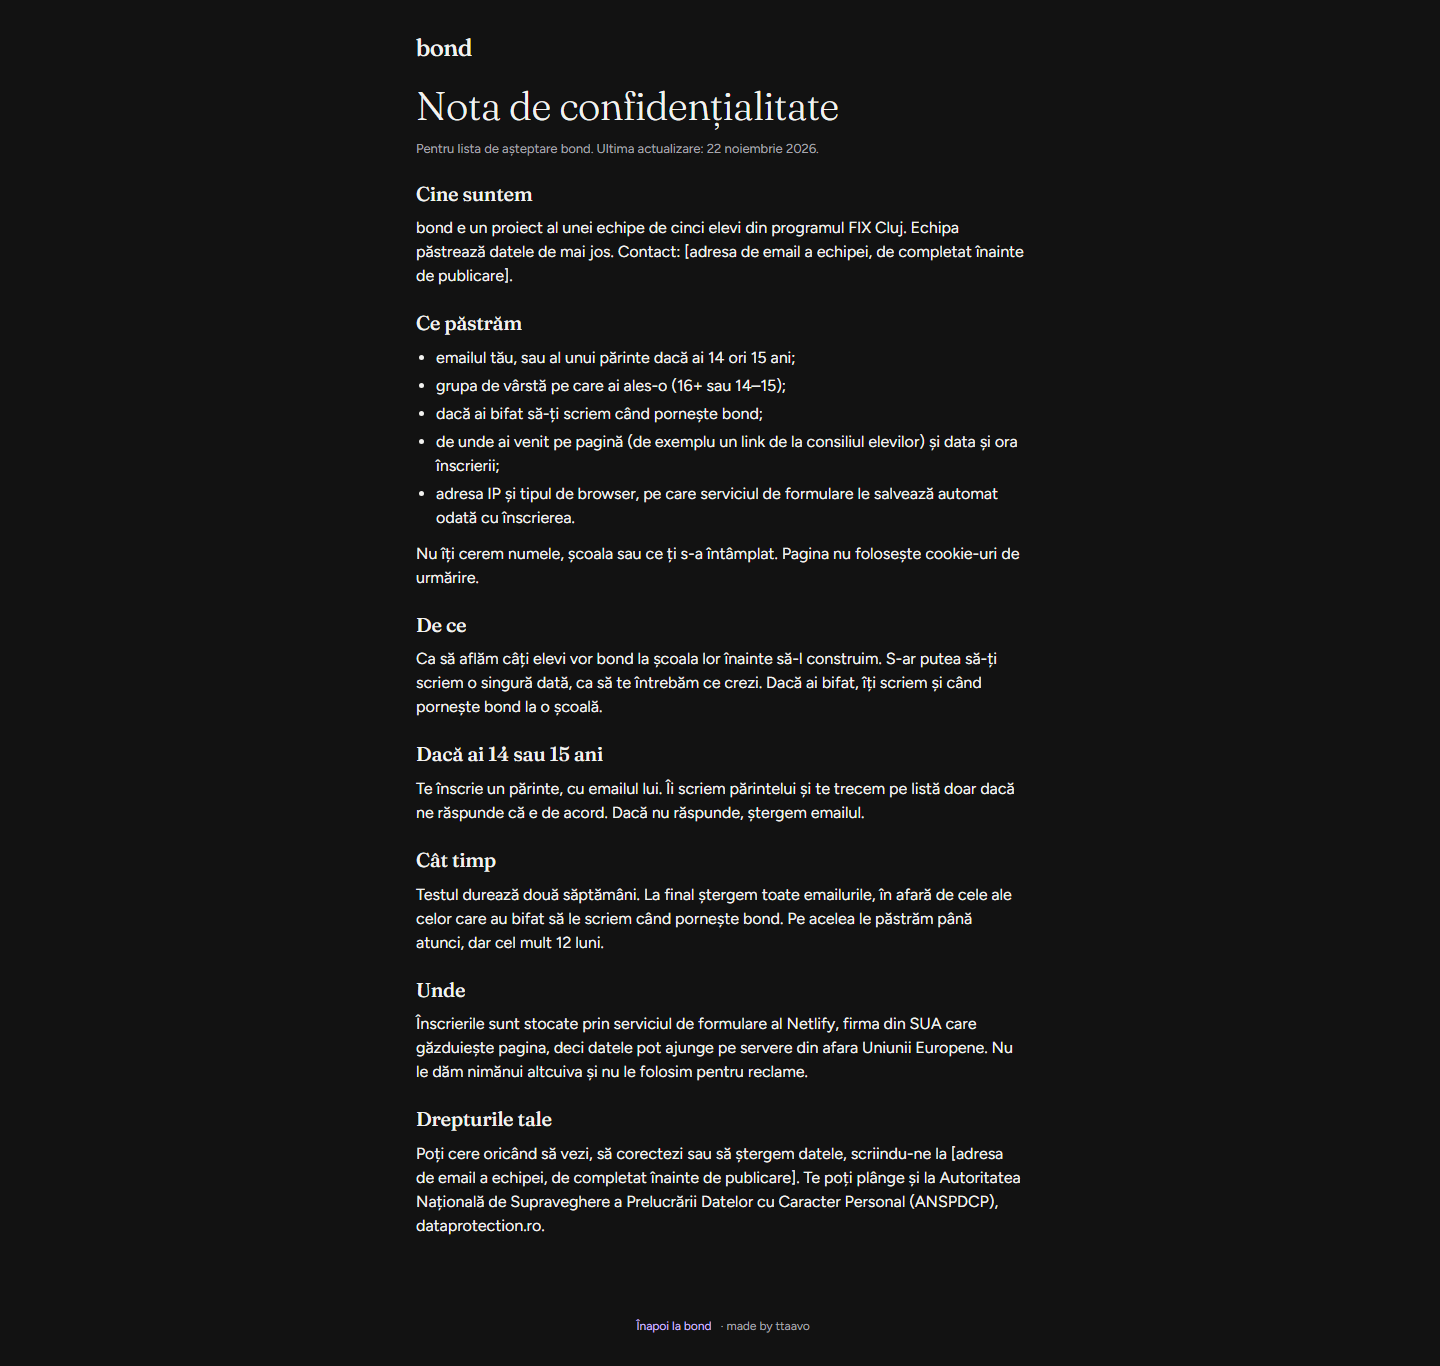 bond
Nota de confidențialitate
Pentru lista de așteptare bond. Ultima actualizare: 22 noiembrie 2026.
Cine suntem
bond e un proiect al unei echipe de cinci elevi din programul FIX Cluj. Echipa
păstrează datele de mai jos. Contact: [adresa de email a echipei, de completat înainte
de publicare].
Ce păstrăm
• emailul tău, sau al unui părinte dacă ai 14 ori 15 ani;
• grupa de vârstă pe care ai ales-o (16+ sau 14–15);
• dacă ai bifat să-ți scriem când pornește bond;
• de unde ai venit pe pagină (de exemplu un link de la consiliul elevilor) și data și ora
înscrierii;
• adresa IP și tipul de browser, pe care serviciul de formulare le salvează automat
odată cu înscrierea.
Nu îți cerem numele, școala sau ce ți s-a întâmplat. Pagina nu folosește cookie-uri de
urmărire.
De ce
Ca să aflăm câți elevi vor bond la școala lor înainte să-l construim. S-ar putea să-ți
scriem o singură dată, ca să te întrebăm ce crezi. Dacă ai bifat, îți scriem și când
pornește bond la o școală.
Dacă ai 14 sau 15 ani
Te înscrie un părinte, cu emailul lui. Îi scriem părintelui și te trecem pe listă doar dacă
ne răspunde că e de acord. Dacă nu răspunde, ștergem emailul.
Cât timp
Testul durează două săptămâni. La final ștergem toate emailurile, în afară de cele ale
celor care au bifat să le scriem când pornește bond. Pe acelea le păstrăm până
atunci, dar cel mult 12 luni.
Unde
Înscrierile sunt stocate prin serviciul de formulare al Netlify, firma din SUA care
găzduiește pagina, deci datele pot ajunge pe servere din afara Uniunii Europene. Nu
le dăm nimănui altcuiva și nu le folosim pentru reclame.
Drepturile tale
Poți cere oricând să vezi, să corectezi sau să ștergem datele, scriindu-ne la [adresa
de email a echipei, de completat înainte de publicare]. Te poți plânge și la Autoritatea
Națională de Supraveghere a Prelucrării Datelor cu Caracter Personal (ANSPDCP),
dataprotection.ro.
Înapoi la bond · made by ttaavo